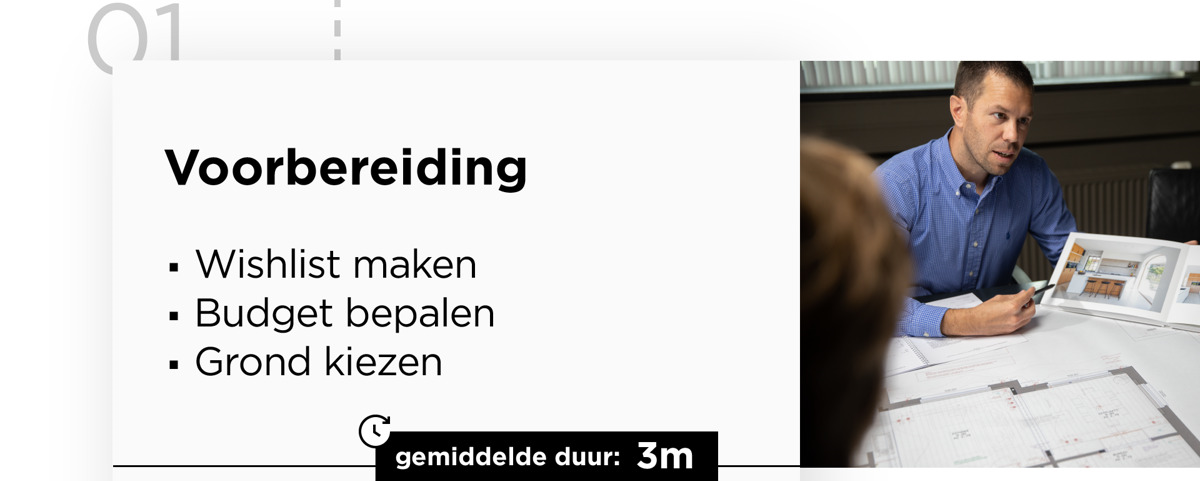 01
Voorbereiding
▪ Wishlist maken
▪ Budget bepalen
▪ Grond kiezen
gemiddelde duur: 3m